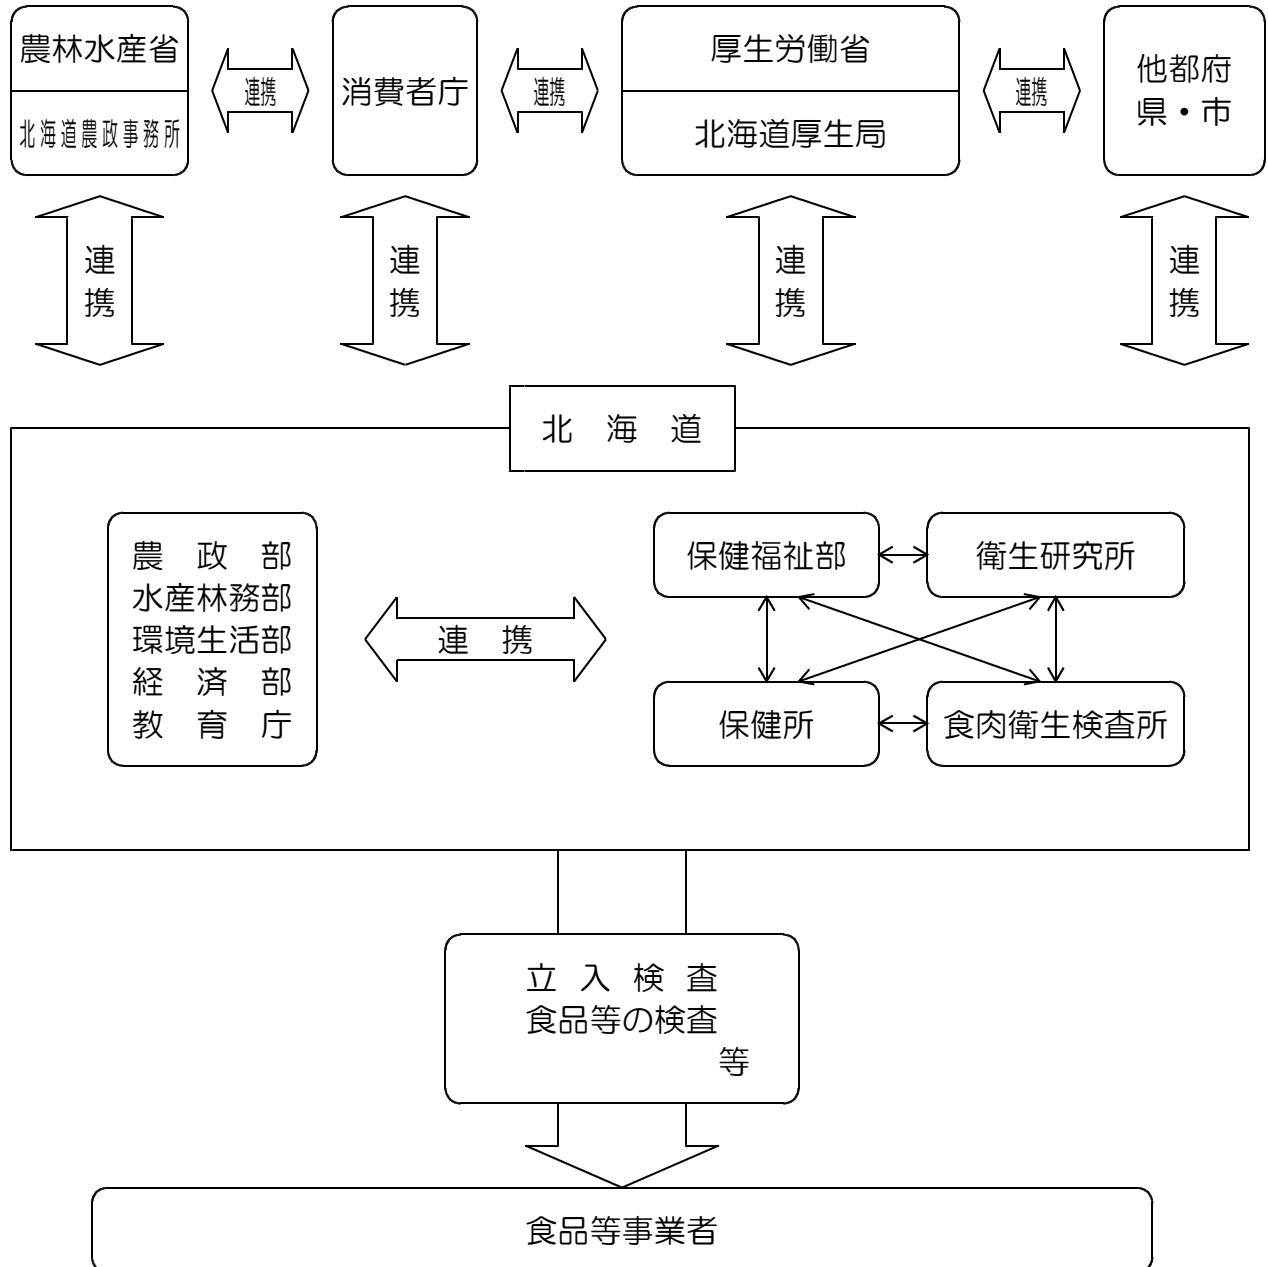 農林水産省
北海道農政事務所
連携
消費者庁
連携
厚生労働省
北海道厚生局
連携
他都府
県・市
連
携
連
携
連
携
連
携
北　海　道
農　政　部
水産林務部
環境生活部
経　済　部
教　育　庁
連　携
保健福祉部
衛生研究所
保健所
食肉衛生検査所
立　入　検　査
食品等の検査
等
食品等事業者